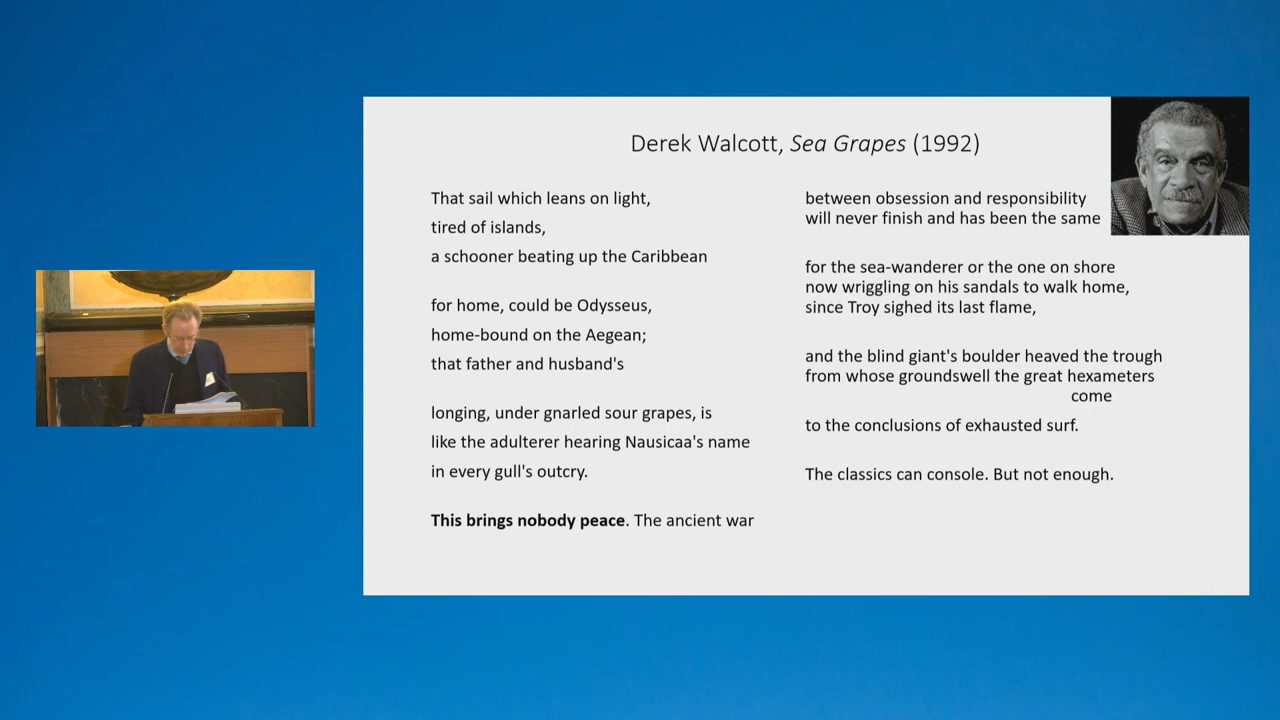 Derek Walcott, Sea Grapes (1992)
That sail which leans on light,
tired of islands,
a schooner beating up the Caribbean
for home, could be Odysseus,
home-bound on the Aegean;
that father and husband's
longing, under gnarled sour grapes, is
like the adulterer hearing Nausicaa's name
in every gull's outcry.
This brings nobody peace. The ancient war
between obsession and responsibility
will never finish and has been the same
for the sea-wanderer or the one on shore
now wriggling on his sandals to walk home,
since Troy sighed its last flame,
and the blind giant's boulder heaved the trough
from whose groundswell the great hexameters
come
to the conclusions of exhausted surf.
The classics can console. But not enough.